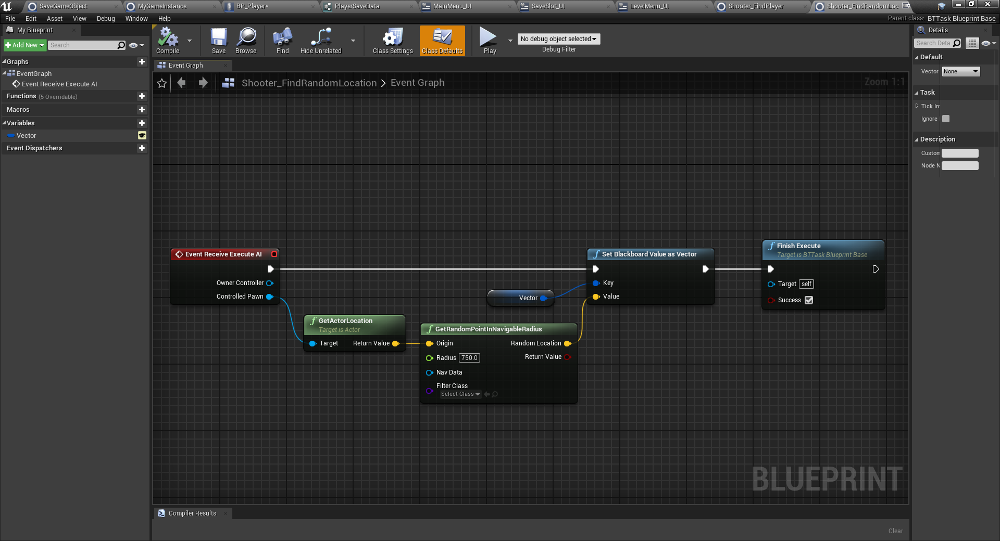 SaveGameObject
MyGameInstance
BP_Player*
PlayerSaveData
MainMenu_UI
SaveSlot_UI
LevelMenu_UI
Shooter_FindPlayer
Shooter_FindRandomLoc
File Edit Asset View Debug Window Help
Parent class: BTTask Blueprint Base
My Blueprint
Add New
Search
Graphs
EventGraph
Event Receive Execute AI
Functions (5 Overridable)
Macros
Variables
Vector
Event Dispatchers
Compile
Save
Browse
Find
Hide Unrelated
Class Settings
Class Defaults
Play
No debug object selected
Debug Filter
Event Graph
Shooter_FindRandomLocation > Event Graph
Zoom 1:1
Event Receive Execute AI
Owner Controller
Controlled Pawn
GetActorLocation
Target is Actor
Target Return Value
Vector
GetRandomPointInNavigableRadius
Origin Random Location
Radius 750.0 Return Value
Nav Data
Filter Class
Select Class
Set Blackboard Value as Vector
Key
Value
Finish Execute
Target is BTTask Blueprint Base
Target self
Success
BLUEPRINT
Compiler Results
Clear
Details
Search Deta
Default
Vector None
Task
Tick In
Ignore
Description
Custom
Node N